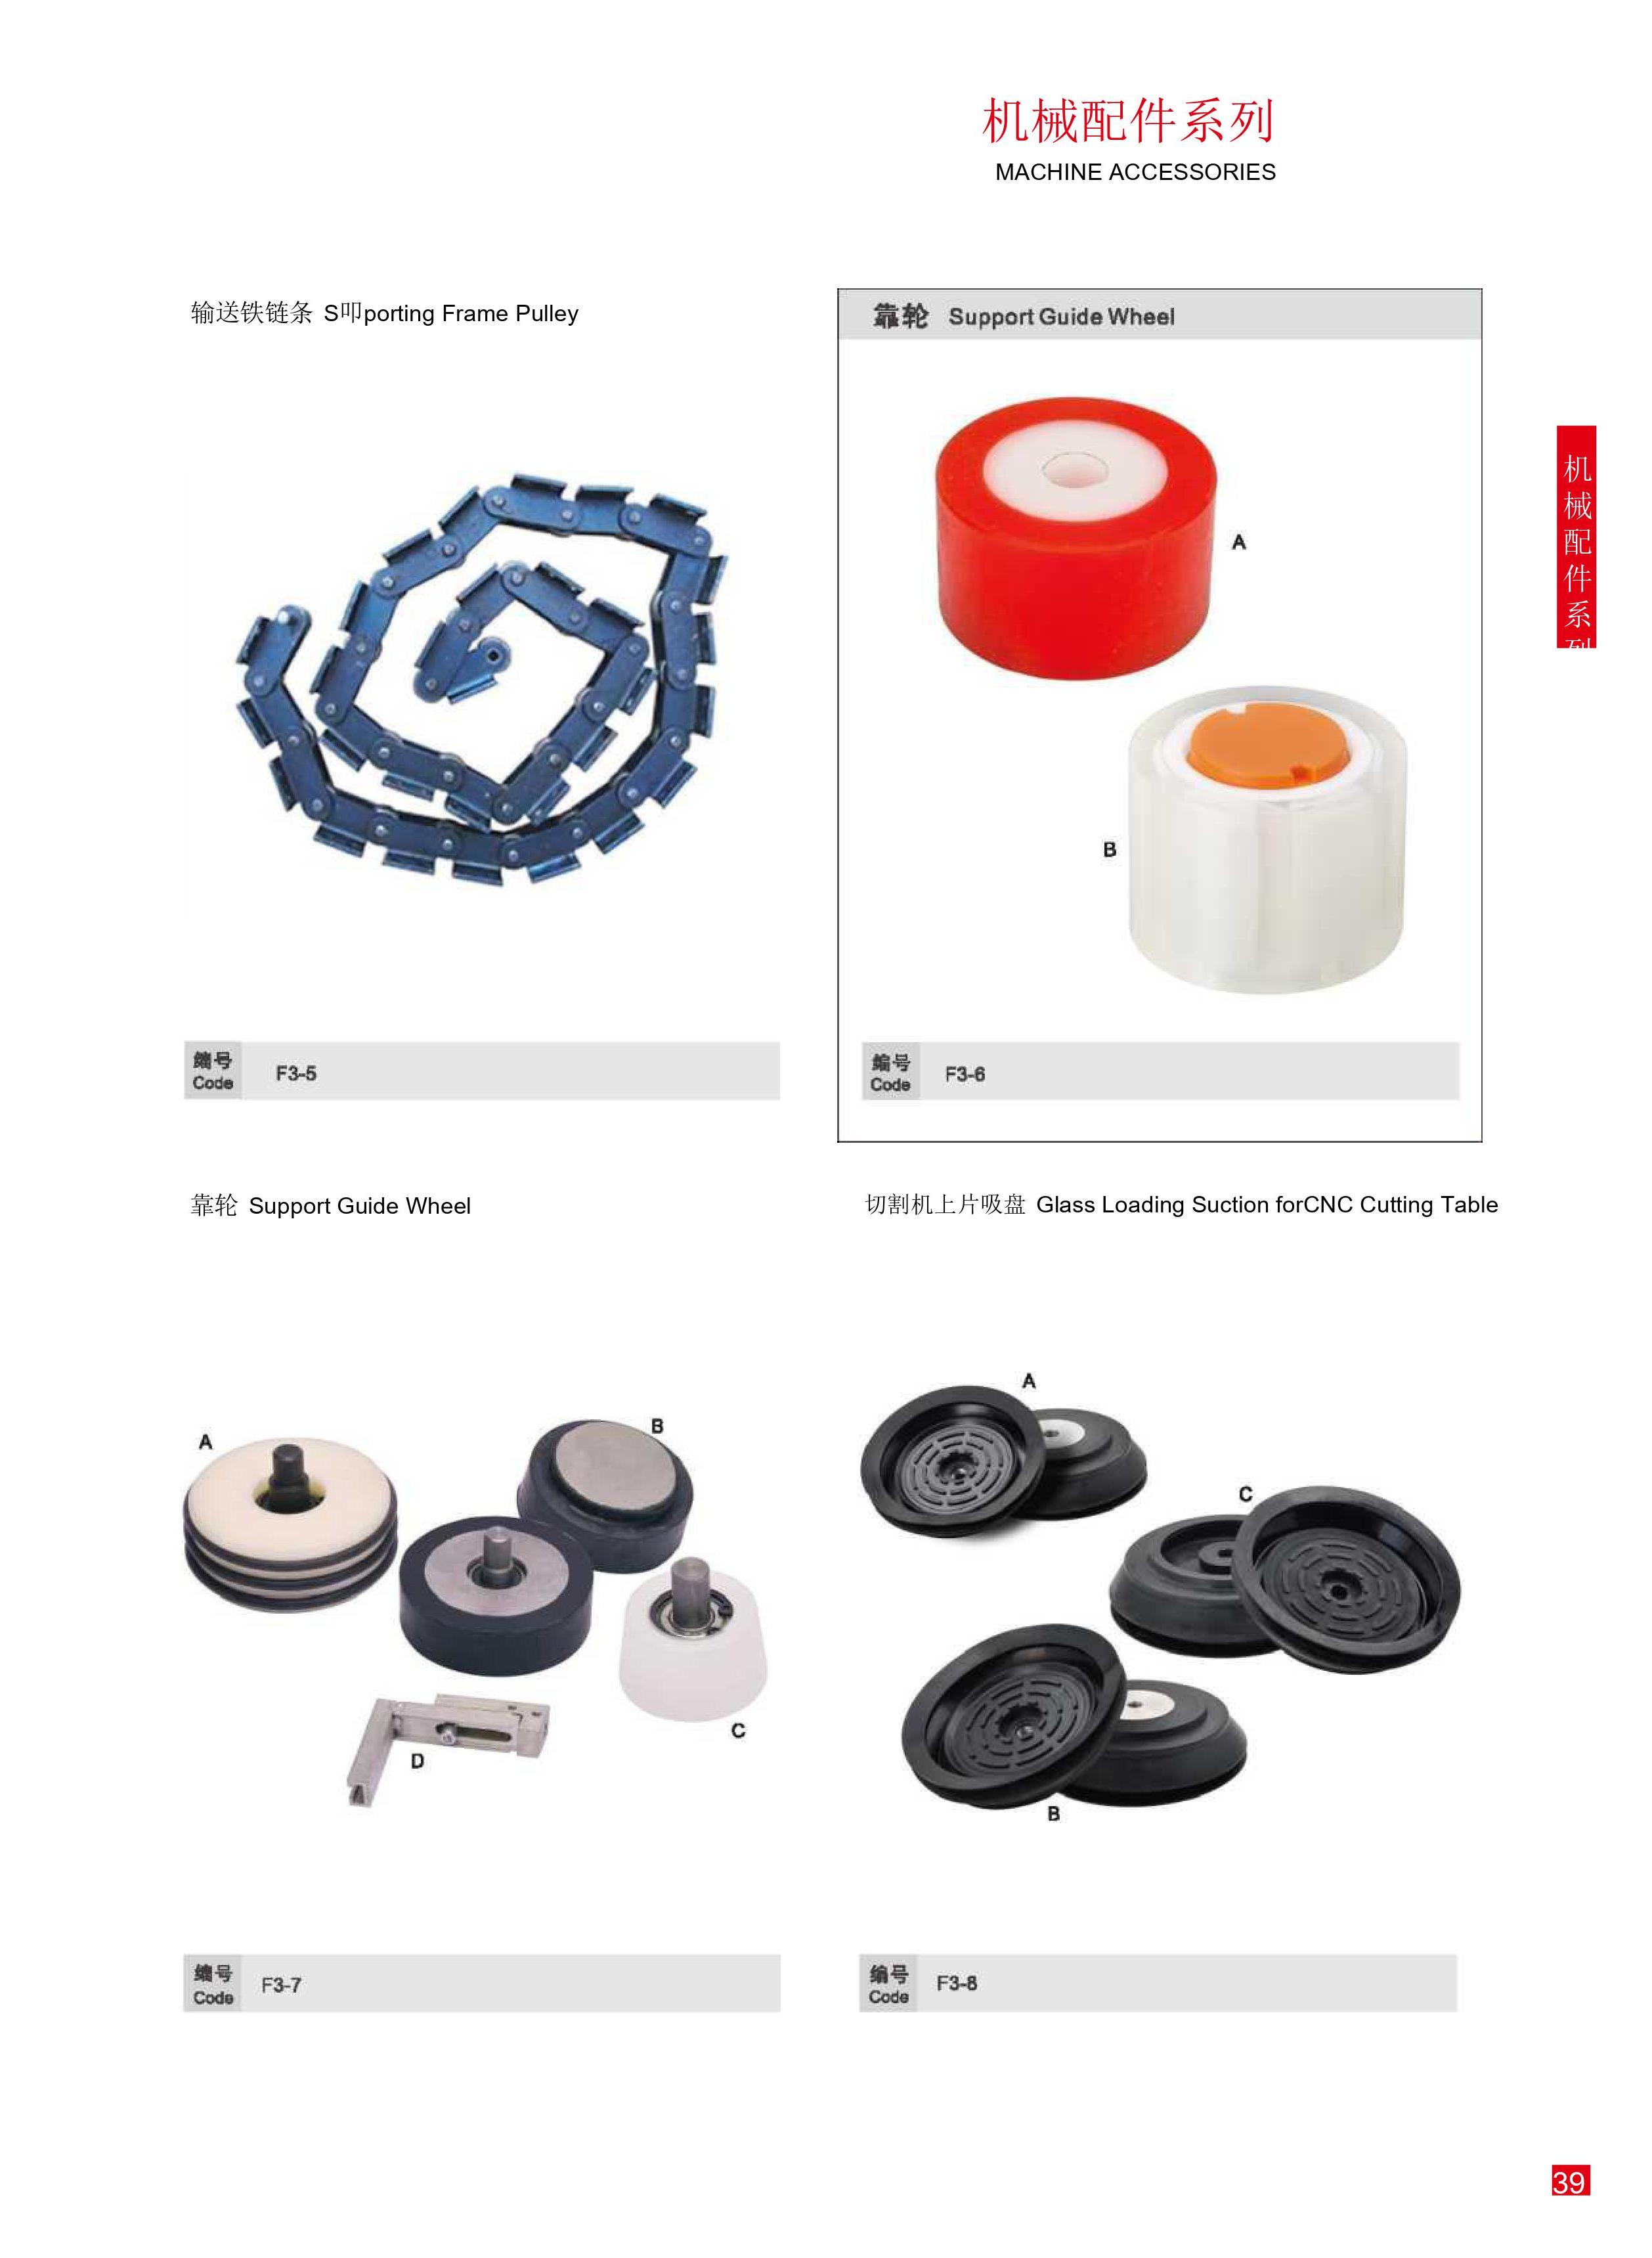 机械配件系列
MACHINE ACCESSORIES
输送铁链条 S叩porting Frame Pulley
靠轮 Support Guide Wheel
A
B
编号
Code
F3-5
编号
Code
F3-6
机
械
配
件
系
列
靠轮 Support Guide Wheel
切割机上片吸盘 Glass Loading Suction forCNC Cutting Table
A
B
C
D
A
C
B
编号
Code
F3-7
编号
Code
F3-8
39